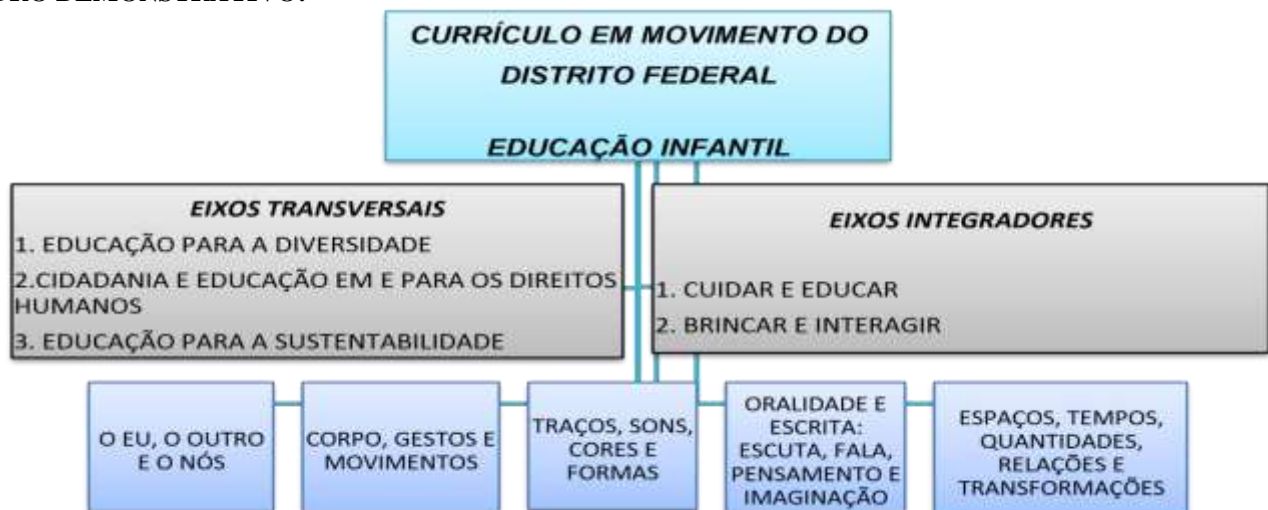 CURRÍCULO EM MOVIMENTO DO
DISTRITO FEDERAL
EDUCAÇÃO INFANTIL
EIXOS TRANSVERSAIS
1. EDUCAÇÃO PARA A DIVERSIDADE
2.CIDADANIA E EDUCAÇÃO EM E PARA OS DIREITOS
HUMANOS
3. EDUCAÇÃO PARA A SUSTENTABILIDADE
EIXOS INTEGRADORES
1. CUIDAR E EDUCAR
2. BRINCAR E INTERAGIR
O EU, O OUTRO
E O NÓS
CORPO, GESTOS E
MOVIMENTOS
TRAÇOS, SONS,
CORES E
FORMAS
ORALIDADE E
ESCRITA:
ESCUTA, FALA,
PENSAMENTO E
IMAGINAÇÃO
ESPAÇOS, TEMPOS,
QUANTIDADES,
RELAÇÕES E
TRANSFORMAÇÕES